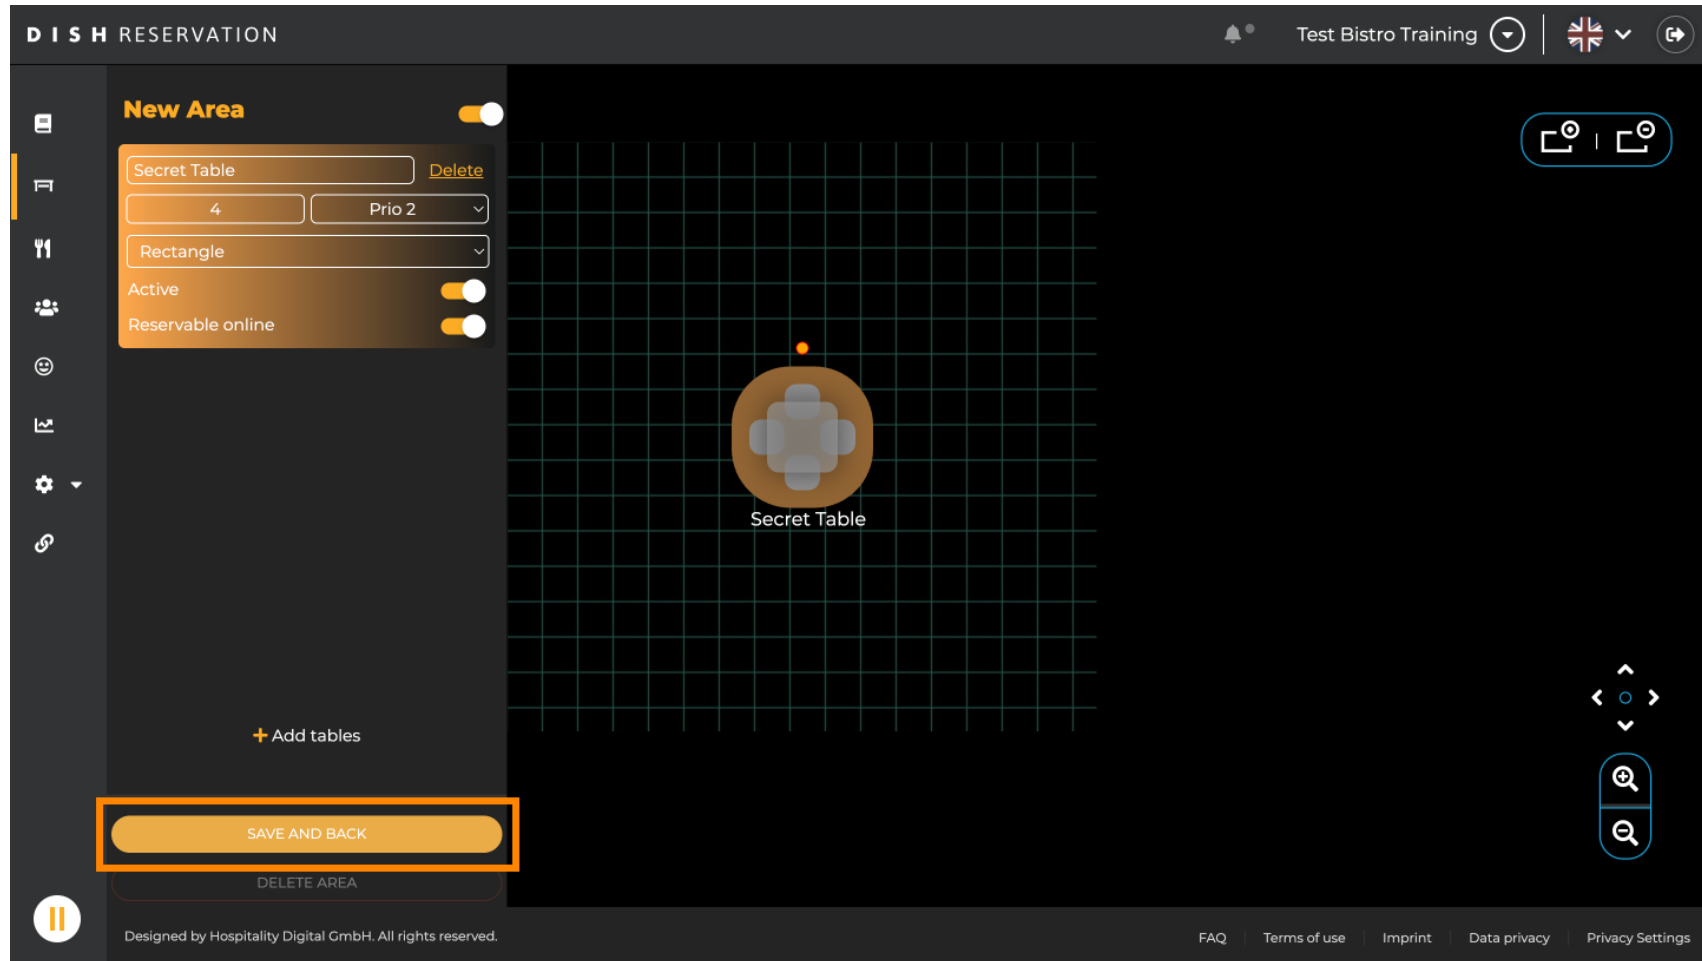 DISH RESERVATION
Test Bistro Training
New Area
Secret Table
Delete
4
Prio 2
Rectangle
Active
Reservable online
Secret Table
Add tables
SAVE AND BACK
DELETE AREA
Designed by Hospitality Digital GmbH. All rights reserved.
FAQ
Terms of use
Imprint
Data privacy
Privacy Settings